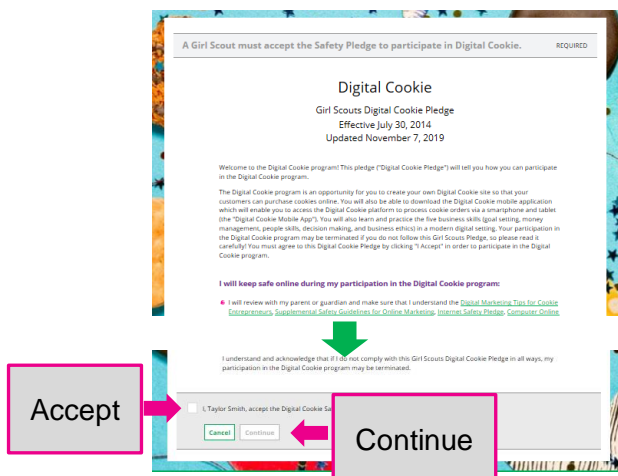 A Girl Scout must accept the Safety Pledge to participate in Digital Cookie. REQUIRED
Digital Cookie
Girl Scouts Digital Cookie Pledge
Effective July 30, 2014
Updated November 7, 2019
Welcome to the Digital Cookie program! This pledge ("Digital Cookie Pledge") will tell you how you can participate
in the Digital Cookie program.
The Digital Cookie program is an opportunity for you to create your own Digital Cookie site so that your
customers can purchase cookies online. You will also be able to download the Digital Cookie mobile application
which will enable you to access the Digital Cookie platform to process cookie orders via a smartphone and tablet
(the "Digital Cookie Mobile App"). You will also learn and practice the five business skills (goal setting, money
management, people skills, decision making, and business ethics) in a modern digital setting. Your participation in
the Digital Cookie program may be terminated if you do not follow this Girl Scouts Pledge, so please read it
carefully! You must agree to this Digital Cookie Pledge by clicking "I Accept" in order to participate in the Digital
Cookie program.
I will keep safe online during my participation in the Digital Cookie program:
I will review with my parent or guardian and make sure that I understand the Digital Marketing Tips for Cookie
Entrepreneurs, Supplemental Safety Guidelines for Online Marketing, Internet Safety Pledge, Computer Online
I understand and acknowledge that if I do not comply with this Girl Scouts Digital Cookie Pledge in all ways, my
participation in the Digital Cookie program may be terminated.
Accept
I, Taylor Smith, accept the Digital Cookie Sa
Cancel Continue
Continue